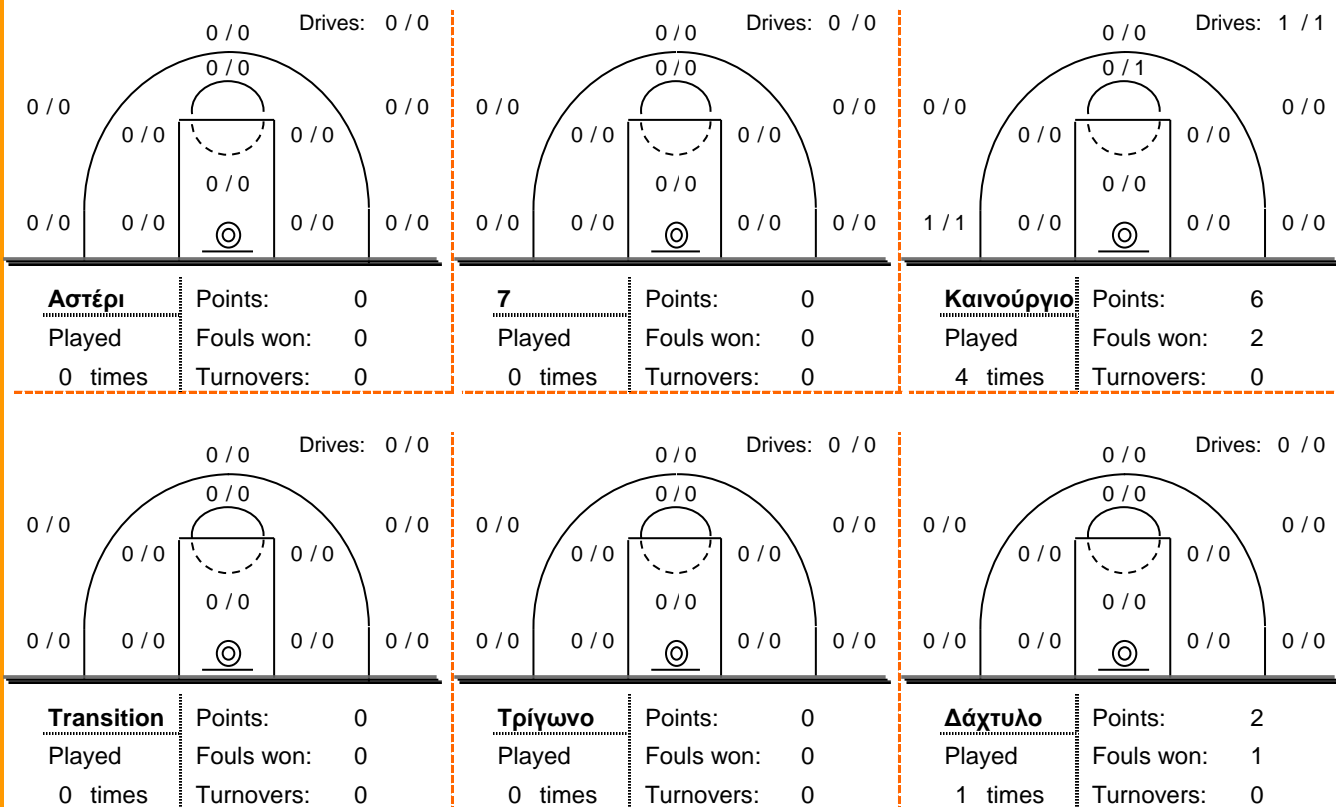 0 / 0 Drives: 0 / 0
0 / 0
0 / 0 0 / 0
0 / 0 0 / 0
0 / 0
0 / 0 0 / 0 0 / 0 0 / 0
Αστέρι Points: 0
Played Fouls won: 0
0 times Turnovers: 0
0 / 0 Drives: 0 / 0
0 / 0
0 / 0 0 / 0
0 / 0 0 / 0
0 / 0
0 / 0 0 / 0 0 / 0 0 / 0
7 Points: 0
Played Fouls won: 0
0 times Turnovers: 0
0 / 0 Drives: 1 / 1
0 / 1
0 / 0 0 / 0
0 / 0 0 / 0
0 / 0
1 / 1 0 / 0 0 / 0 0 / 0
Καινούργιο Points: 6
Played Fouls won: 2
4 times Turnovers: 0
0 / 0 Drives: 0 / 0
0 / 0
0 / 0 0 / 0
0 / 0 0 / 0
0 / 0
0 / 0 0 / 0 0 / 0 0 / 0
Transition Points: 0
Played Fouls won: 0
0 times Turnovers: 0
0 / 0 Drives: 0 / 0
0 / 0
0 / 0 0 / 0
0 / 0 0 / 0
0 / 0
0 / 0 0 / 0 0 / 0 0 / 0
Τρίγωνο Points: 0
Played Fouls won: 0
0 times Turnovers: 0
0 / 0 Drives: 0 / 0
0 / 0
0 / 0 0 / 0
0 / 0 0 / 0
0 / 0
0 / 0 0 / 0 0 / 0 0 / 0
Δάχτυλο Points: 2
Played Fouls won: 1
1 times Turnovers: 0